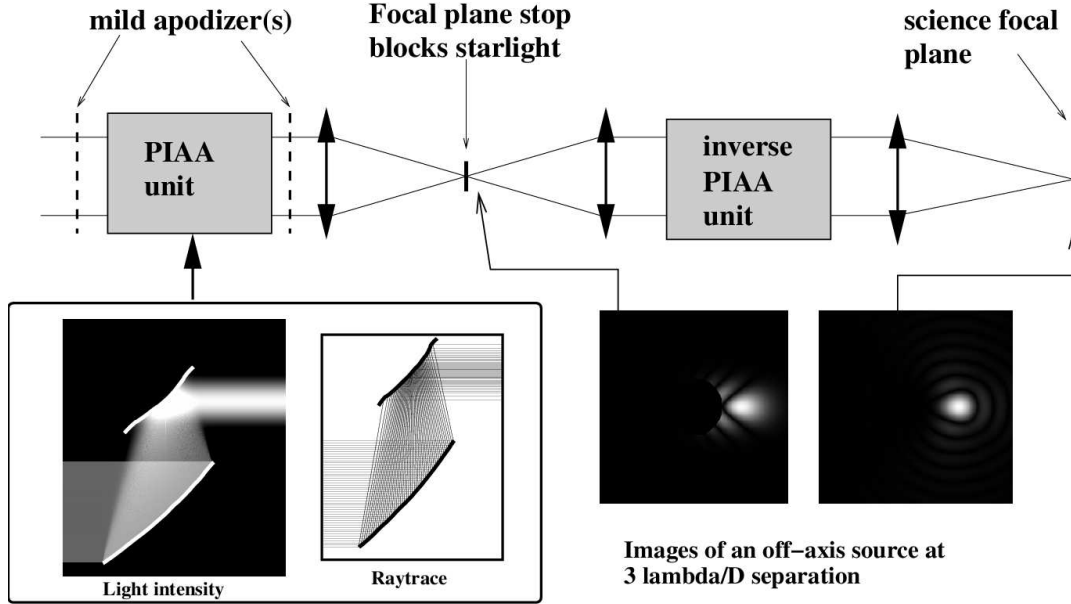 mild apodizer(s)
Focal plane stop
blocks starlight
science focal
plane
PIAA
unit
inverse
PIAA
unit
Light intensity
Raytrace
Images of an off−axis source at
3 lambda/D separation